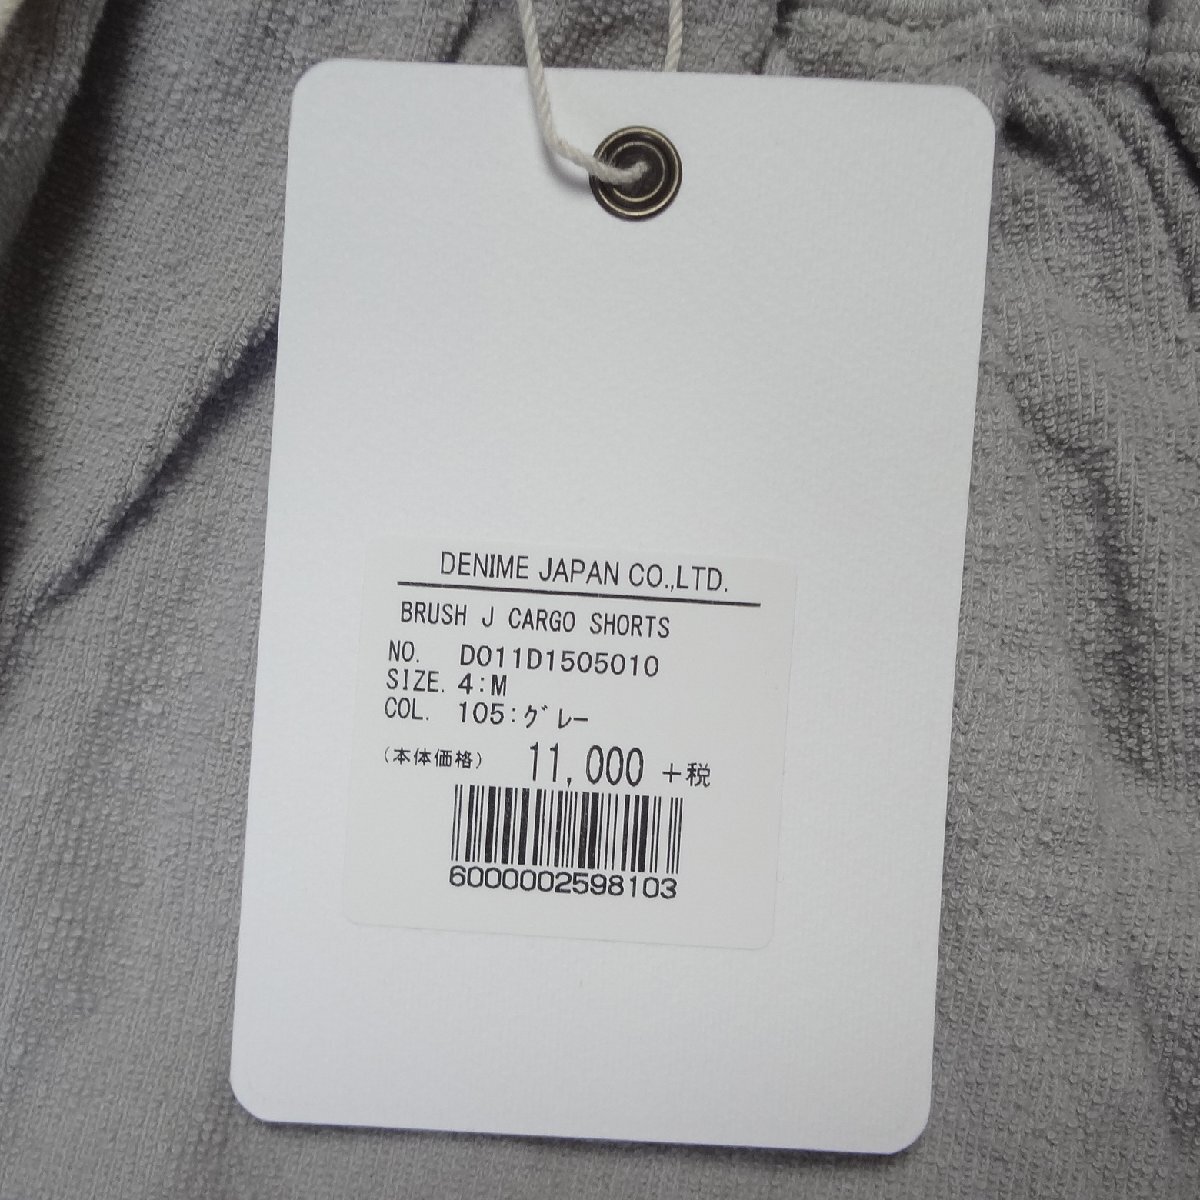 DENIME JAPAN CO.,LTD.
BRUSH J CARGO SHORTS
NO. D011D1505010
SIZE. 4:M
COL. 105:ｸﾞﾚｰ
(本体価格) 11,000 +税
6000002598103